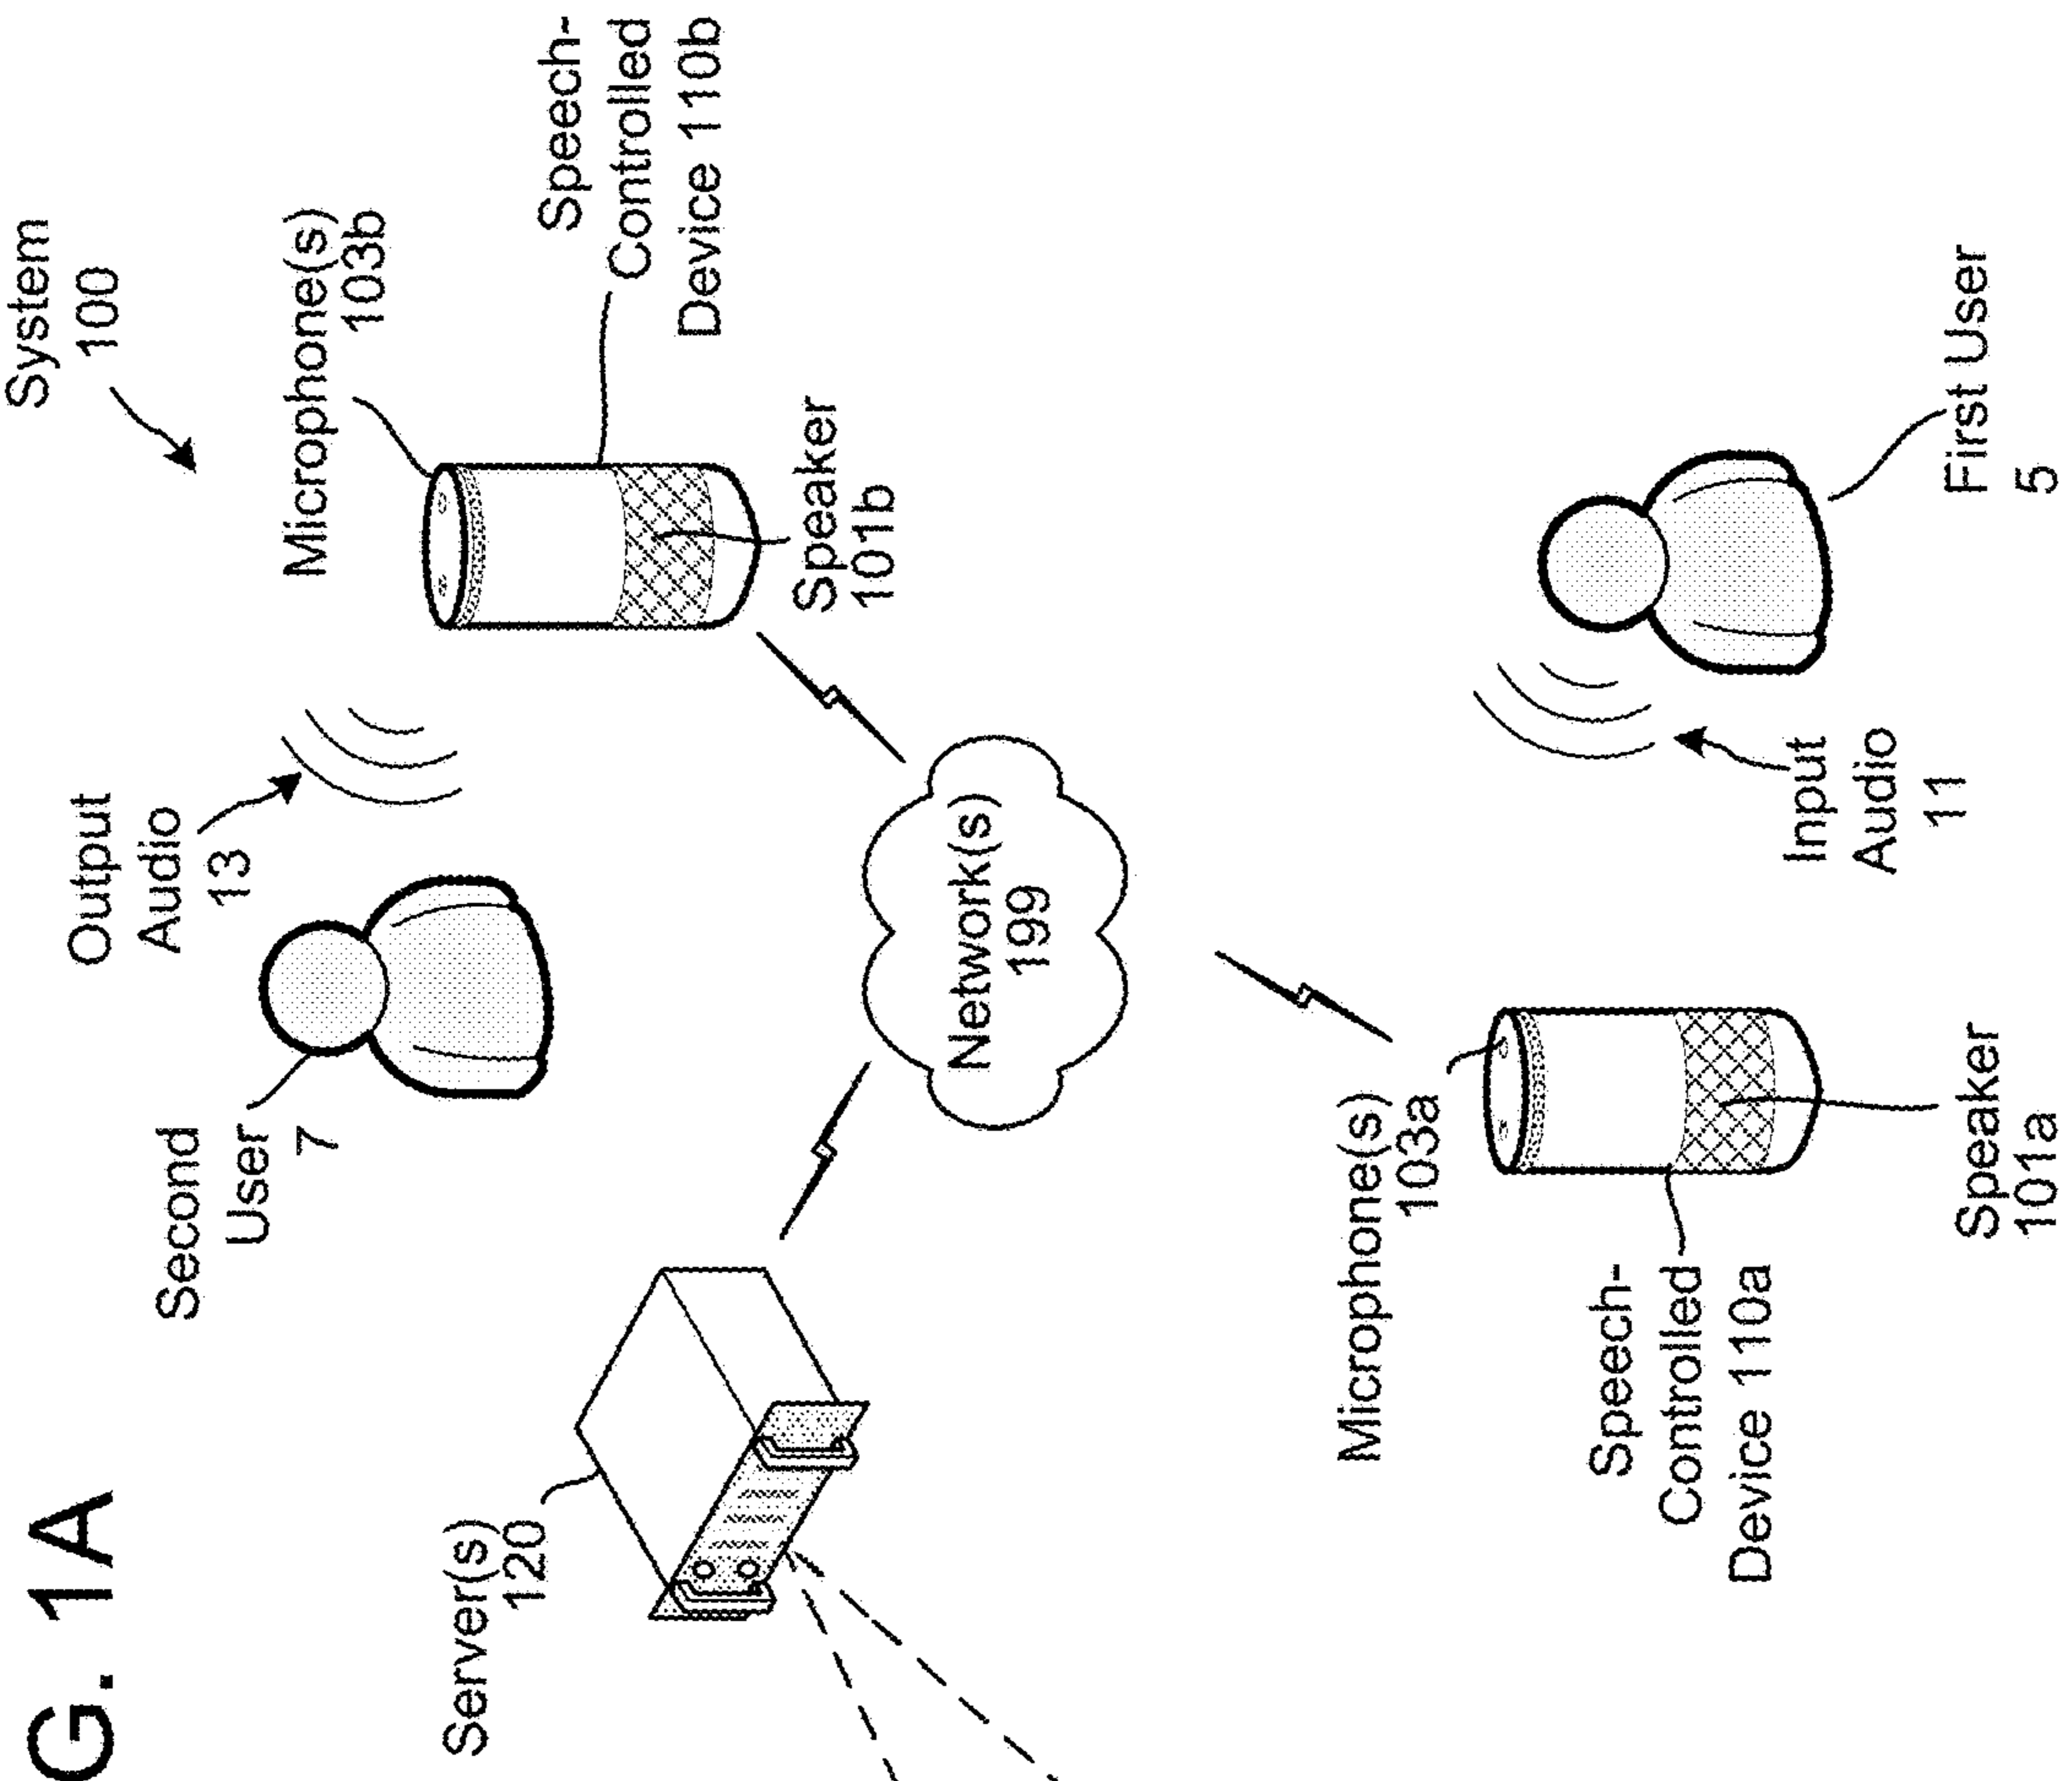 G. 1A
System
100
Output
Audio
13
Microphone(s)
103b
Second
User
7
Speech-
Controlled
Device 110b
Server(s)
120
Speaker
101b
Network(s)
199
Microphone(s)
103a
Input
Audio
11
Speech-
Controlled
Device 110a
Speaker
101a
First User
5